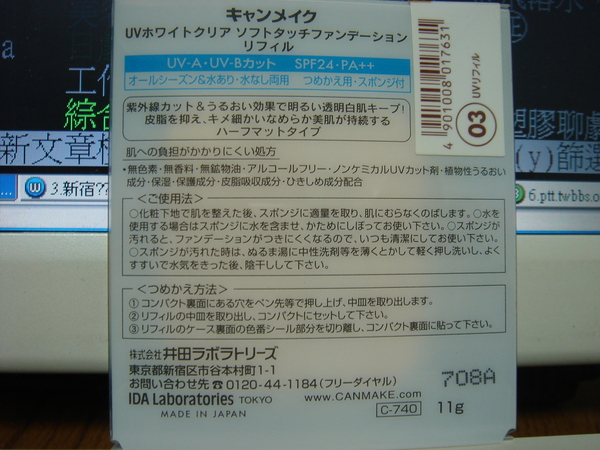 キャンメイク
UVホワイトクリア ソフトタッチファンデーション
リフィル
UV-A・UV-Bカット SPF24・PA++
オールシーズン&水あり・水なし両用 つめかえ用・スポンジ付
紫外線カット&うるおい効果で明るい透明白肌キープ!
皮脂を抑え、キメ細かいなめらか美肌が持続する
ハーフマットタイプ
4901008017631
03
UVリフィル
肌への負担がかかりにくい処方
・無色素・無香料・無鉱物油・アルコールフリー・ノンケミカルUVカット剤・植物性うるおい
成分・保湿・保護成分・皮脂吸収成分・ひきしめ成分配合
<ご使用法>
○化粧下地で肌を整えた後、スポンジに適量を取り、肌にむらなくのばします。○水を
使用する場合はスポンジに水を含ませ、かためにしぼってお使い下さい。○スポンジが
汚れると、ファンデーションがつきにくくなるので、いつも清潔にしてお使い下さい。
○スポンジが汚れた時は、ぬるま湯に中性洗剤等を薄くとかして軽く押し洗いし、よく
すすいで水気をきった後、陰干しして下さい。
<つめかえ方法>
① コンパクト裏面にある穴をペン先等で押し上げ、中皿を取り出します。
② リフィルの中皿を取り出し、コンパクトにセットして下さい。
③ リフィルのケース裏面の色番シール部分を切り離し、コンパクト裏面に貼って下さい。
株式会社 井田ラボラトリーズ
東京都新宿区市谷本村町1-1
お問い合わせ先 0120-44-1184(フリーダイヤル)
IDA Laboratories TOKYO www.CANMAKE.com
MADE IN JAPAN
C-740 11g
708A
a
工作
綜合
新文章
塑膠聊劇
(y)篩選
3.新宿??
6.ptt.twbbs.o